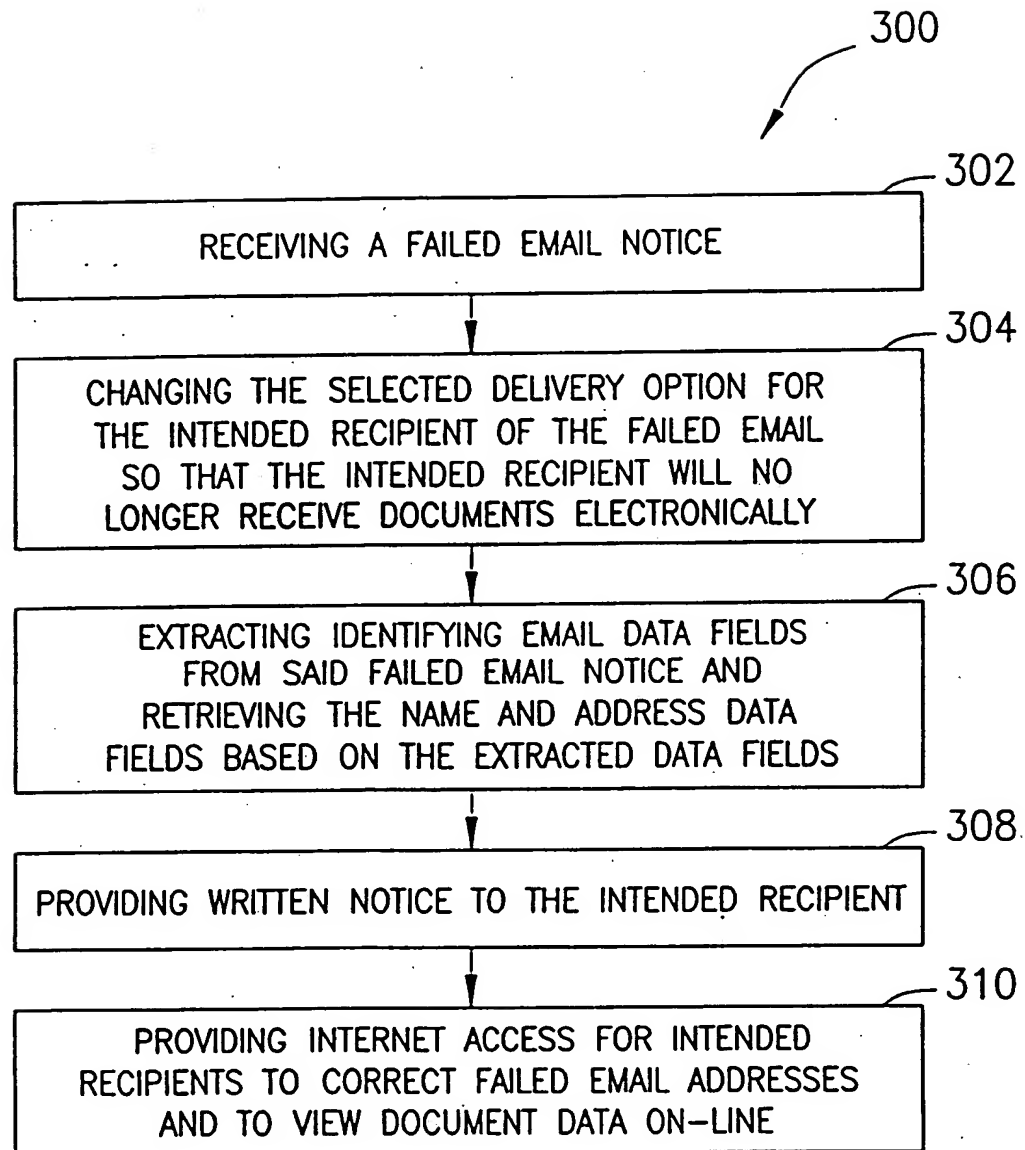 300
302
RECEIVING A FAILED EMAIL NOTICE
304
CHANGING THE SELECTED DELIVERY OPTION FOR
THE INTENDED RECIPIENT OF THE FAILED EMAIL
SO THAT THE INTENDED RECIPIENT WILL NO
LONGER RECEIVE DOCUMENTS ELECTRONICALLY
306
EXTRACTING IDENTIFYING EMAIL DATA FIELDS
FROM SAID FAILED EMAIL NOTICE AND
RETRIEVING THE NAME AND ADDRESS DATA
FIELDS BASED ON THE EXTRACTED DATA FIELDS
308
PROVIDING WRITTEN NOTICE TO THE INTENDED RECIPIENT
310
PROVIDING INTERNET ACCESS FOR INTENDED
RECIPIENTS TO CORRECT FAILED EMAIL ADDRESSES
AND TO VIEW DOCUMENT DATA ON-LINE